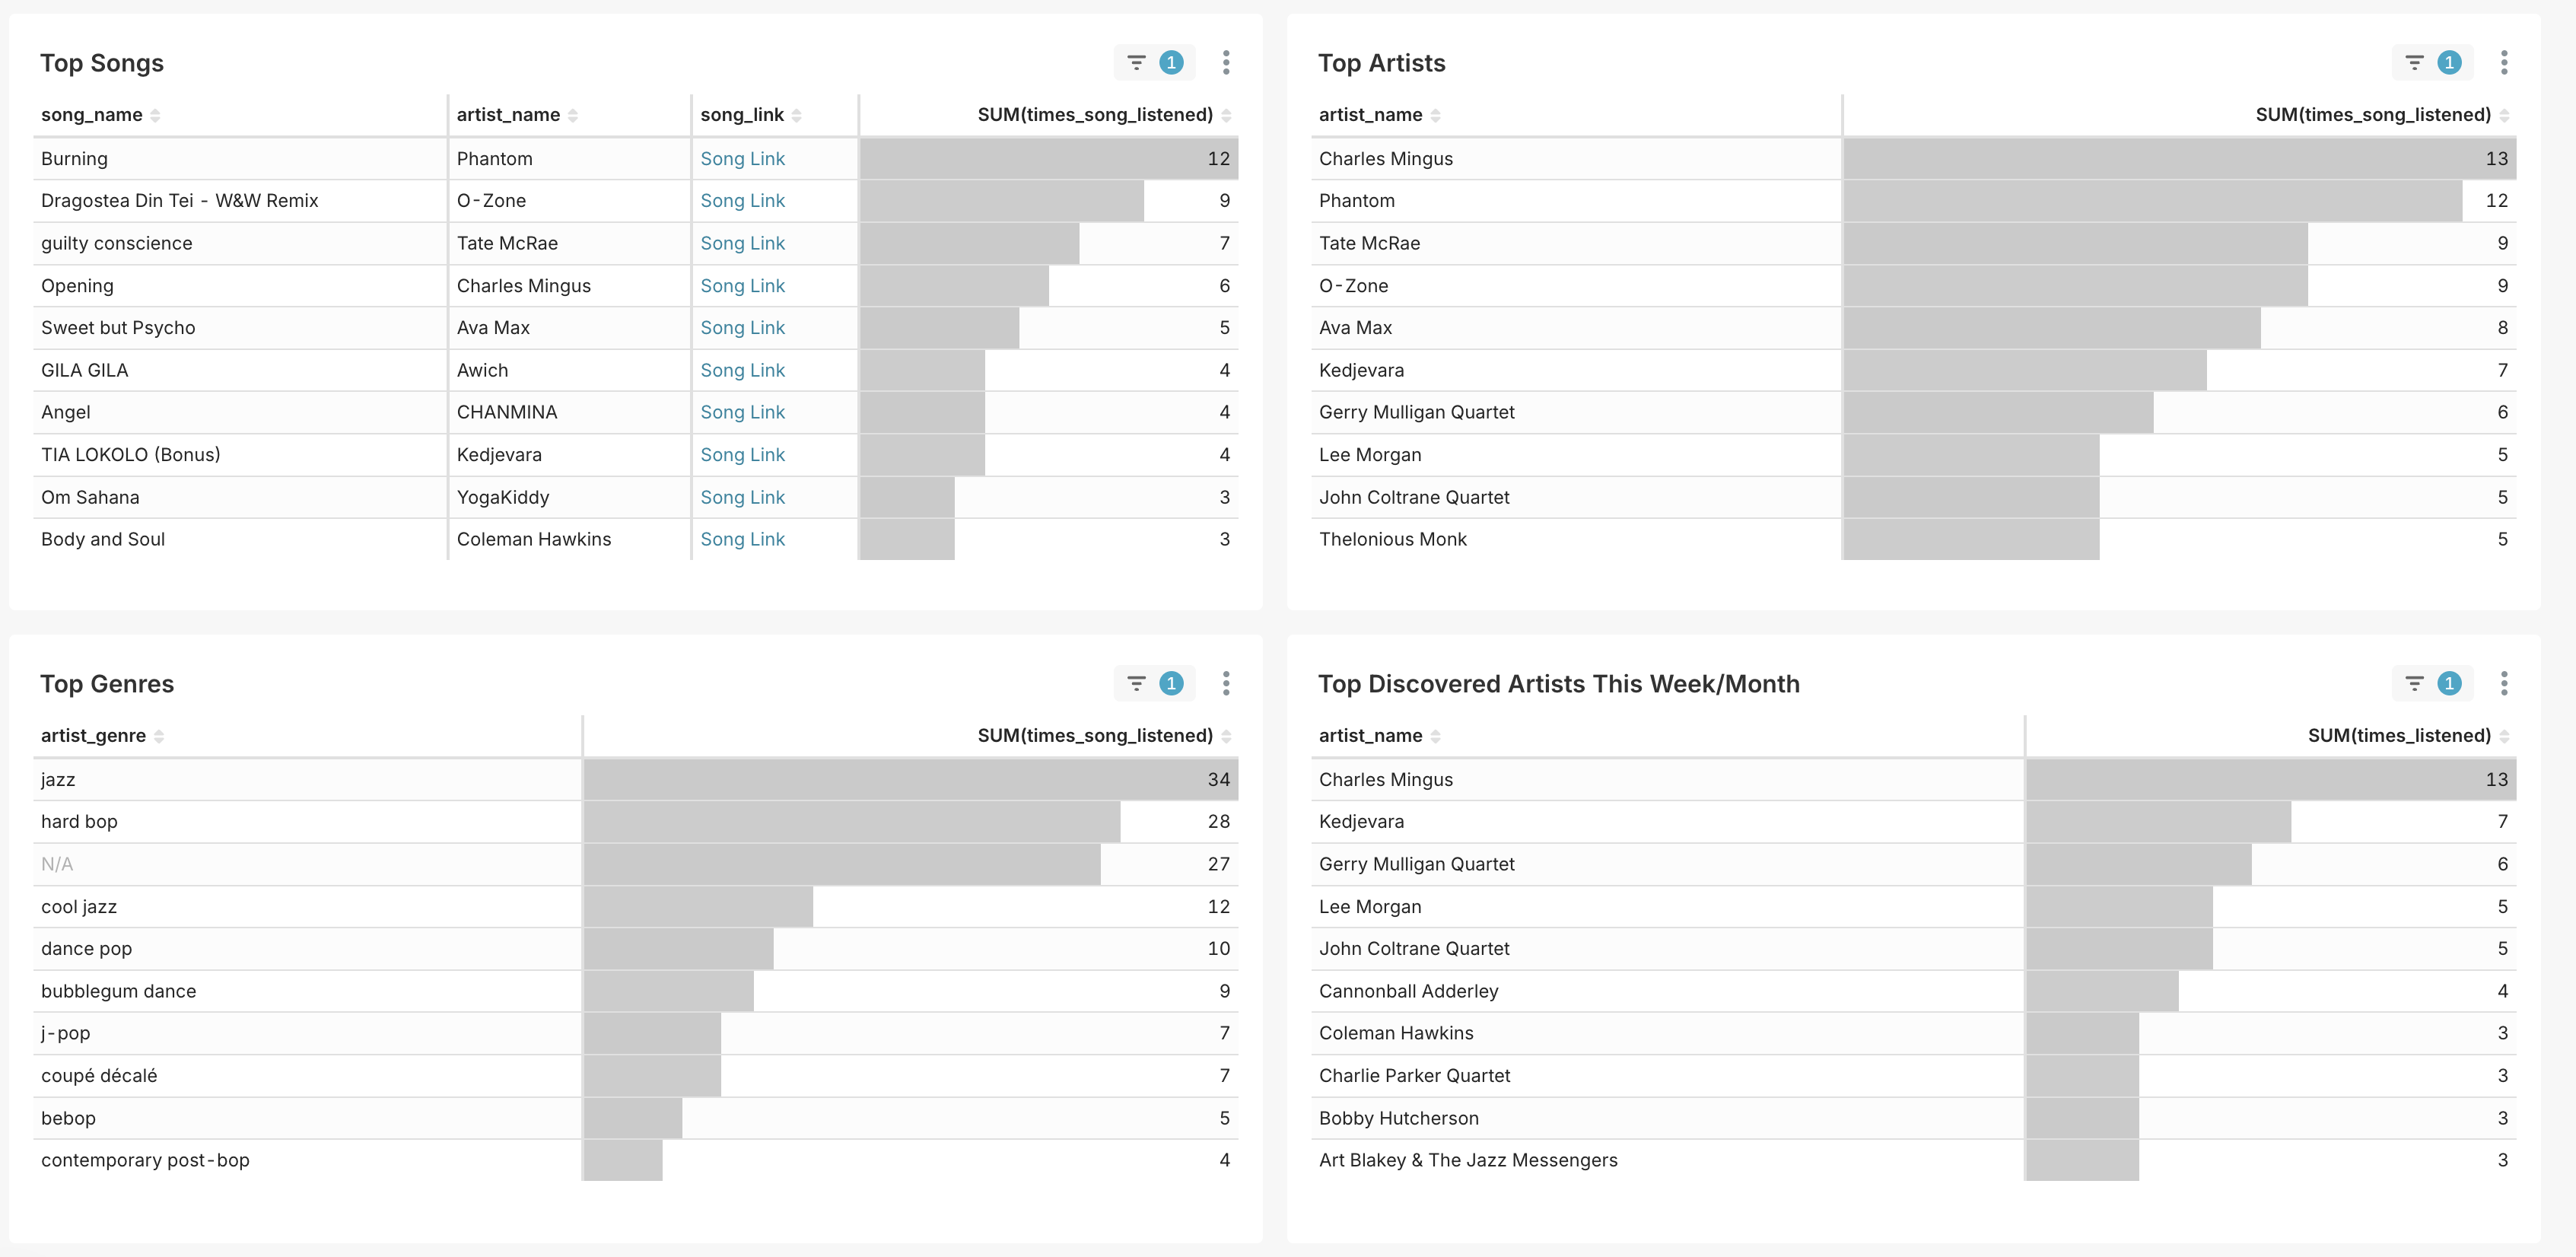 Top Songs 1
song_name artist_name song_link SUM(times_song_listened)
Burning Phantom Song Link 12
Dragostea Din Tei - W&W Remix O-Zone Song Link 9
guilty conscience Tate McRae Song Link 7
Opening Charles Mingus Song Link 6
Sweet but Psycho Ava Max Song Link 5
GILA GILA Awich Song Link 4
Angel CHANMINA Song Link 4
TIA LOKOLO (Bonus) Kedjevara Song Link 4
Om Sahana YogaKiddy Song Link 3
Body and Soul Coleman Hawkins Song Link 3
Top Artists 1
artist_name SUM(times_song_listened)
Charles Mingus 13
Phantom 12
Tate McRae 9
O-Zone 9
Ava Max 8
Kedjevara 7
Gerry Mulligan Quartet 6
Lee Morgan 5
John Coltrane Quartet 5
Thelonious Monk 5
Top Genres 1
artist_genre SUM(times_song_listened)
jazz 34
hard bop 28
N/A 27
cool jazz 12
dance pop 10
bubblegum dance 9
j-pop 7
coupé décalé 7
bebop 5
contemporary post-bop 4
Top Discovered Artists This Week/Month 1
artist_name SUM(times_listened)
Charles Mingus 13
Kedjevara 7
Gerry Mulligan Quartet 6
Lee Morgan 5
John Coltrane Quartet 5
Cannonball Adderley 4
Coleman Hawkins 3
Charlie Parker Quartet 3
Bobby Hutcherson 3
Art Blakey & The Jazz Messengers 3